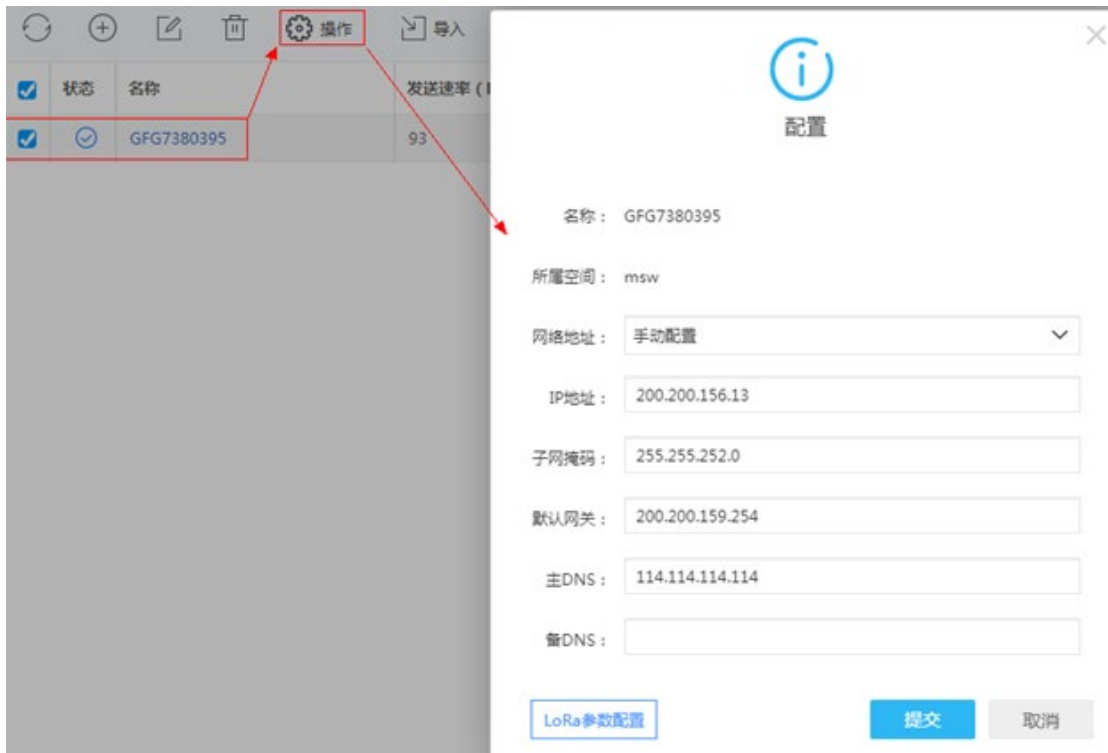 操作
导入
状态
名称
发送速率 (
GFG7380395
93
配置
名称： GFG7380395
所属空间： msw
网络地址： 手动配置
IP地址： 200.200.156.13
子网掩码： 255.255.252.0
默认网关： 200.200.159.254
主DNS： 114.114.114.114
备DNS：
LoRa参数配置
提交
取消